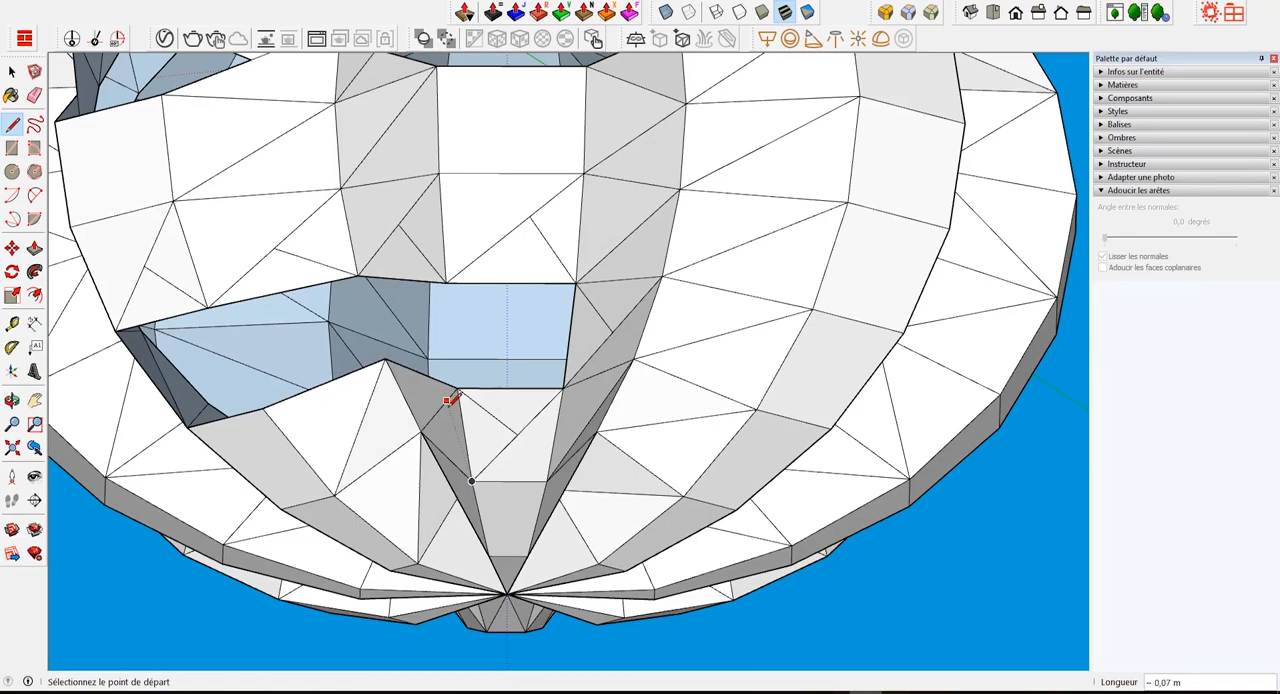 Palette par défaut
Infos sur l'entité
Matières
Composants
Styles
Balises
Ombres
Scènes
Instructeur
Adapter une photo
Adoucir les arêtes
Angle entre les normales:
0,0 degrés
Lisser les normales
Adoucir les faces coplanaires
Sélectionnez le point de départ
Longueur ~ 0,07 m